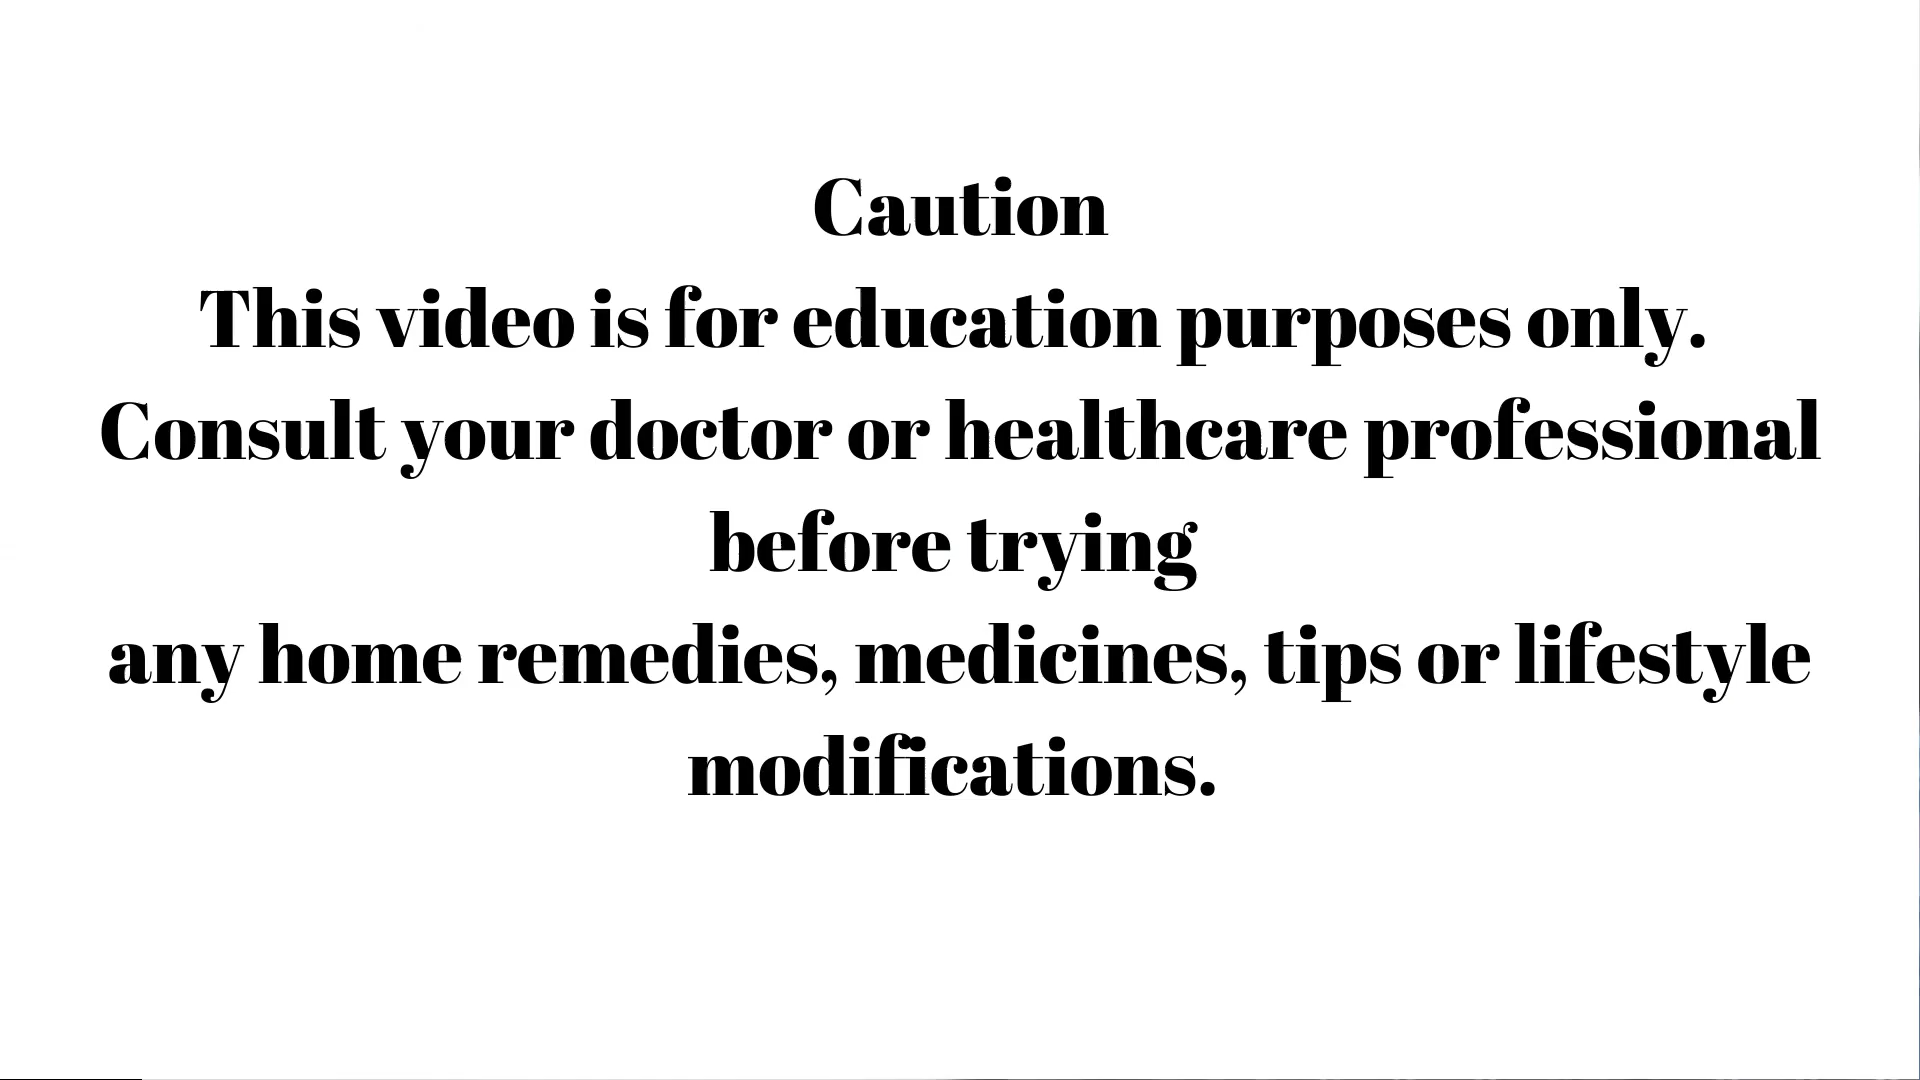 Caution
This video is for education purposes only.
Consult your doctor or healthcare professional
before trying
any home remedies, medicines, tips or lifestyle
modifications.